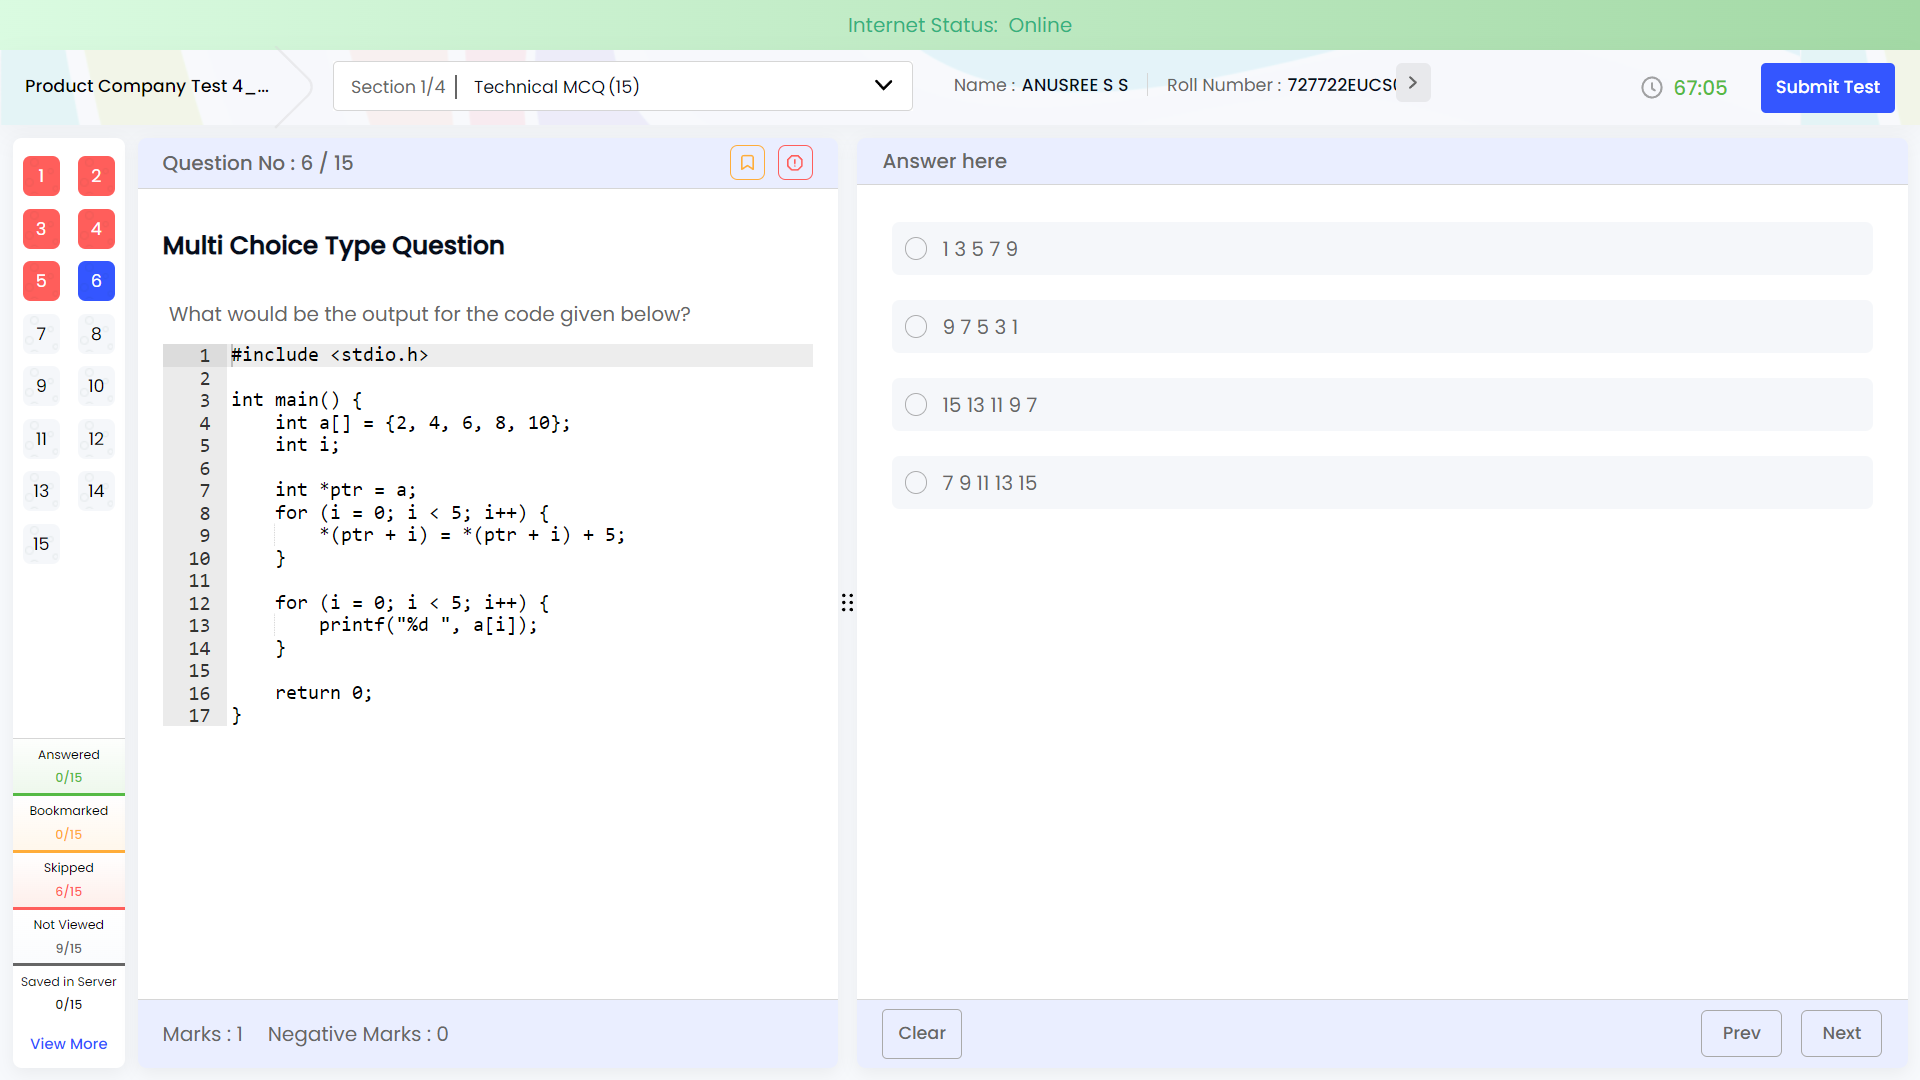 Internet Status: Online
Product Company Test 4_...
Section 1/4 | Technical MCQ (15)
Name : ANUSREE S S
Roll Number : 727722EUCS
67:05
Submit Test
1 2
3 4
5 6
7 8
9 10
11 12
13 14
15
Answered
0/15
Bookmarked
0/15
Skipped
6/15
Not Viewed
9/15
Saved in Server
0/15
View More
Question No : 6 / 15
Multi Choice Type Question
What would be the output for the code given below?
1 #include <stdio.h>
2
3 int main() {
4     int a[] = {2, 4, 6, 8, 10};
5     int i;
6
7     int *ptr = a;
8     for (i = 0; i < 5; i++) {
9         *(ptr + i) = *(ptr + i) + 5;
10     }
11
12     for (i = 0; i < 5; i++) {
13         printf("%d ", a[i]);
14     }
15
16     return 0;
17 }
Marks : 1 Negative Marks : 0
Answer here
1 3 5 7 9
9 7 5 3 1
15 13 11 9 7
7 9 11 13 15
Clear
Prev
Next